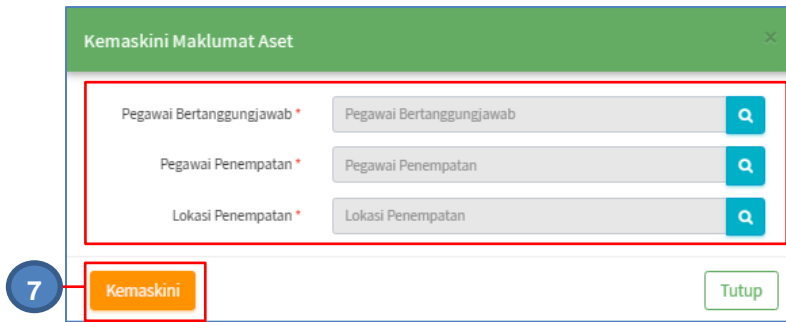 Kemaskini Maklumat Aset ×
Pegawai Bertanggungjawab * Pegawai Bertanggungjawab
Pegawai Penempatan * Pegawai Penempatan
Lokasi Penempatan * Lokasi Penempatan
7 Kemaskini Tutup